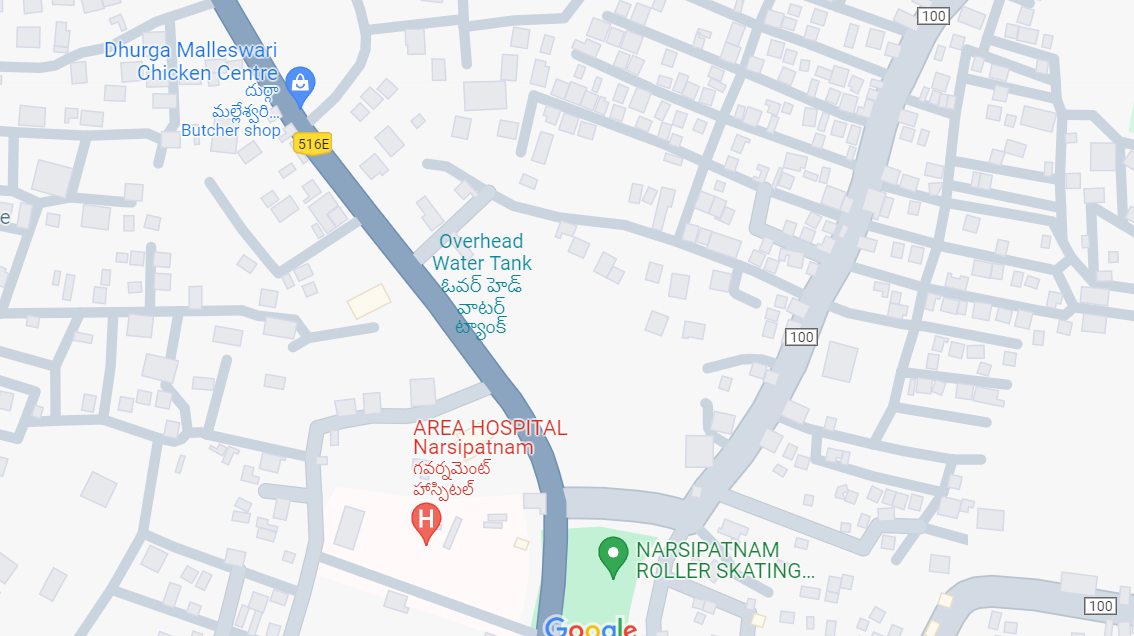 100
Dhurga Malleswari
Chicken Centre
దుర్గా
మల్లేశ్వరి...
Butcher shop
516E
e
Overhead
Water Tank
ఓవర్ హెడ్
వాటర్
ట్యాంక్
100
AREA HOSPITAL
Narsipatnam
గవర్నమెంట్
హాస్పిటల్
H
NARSIPATNAM
ROLLER SKATING...
100
Google